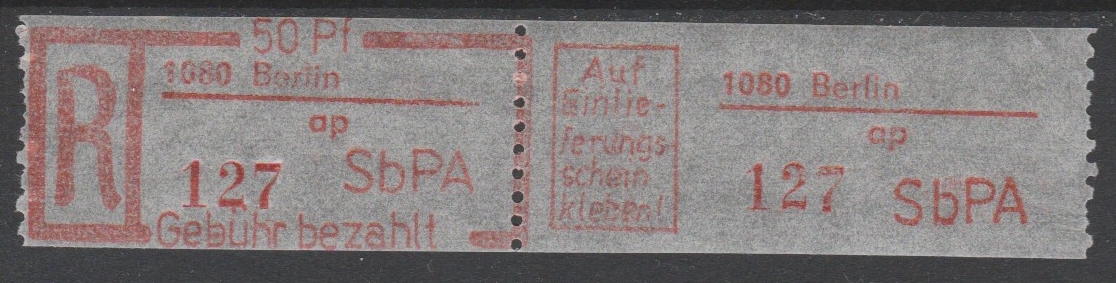 R
50 Pf
1080 Berlin
ap
127 SbPA
Gebühr bezahlt
Auf
Einlie-
ferungs-
schein
kleben!
1080 Berlin
ap
127 SbPA